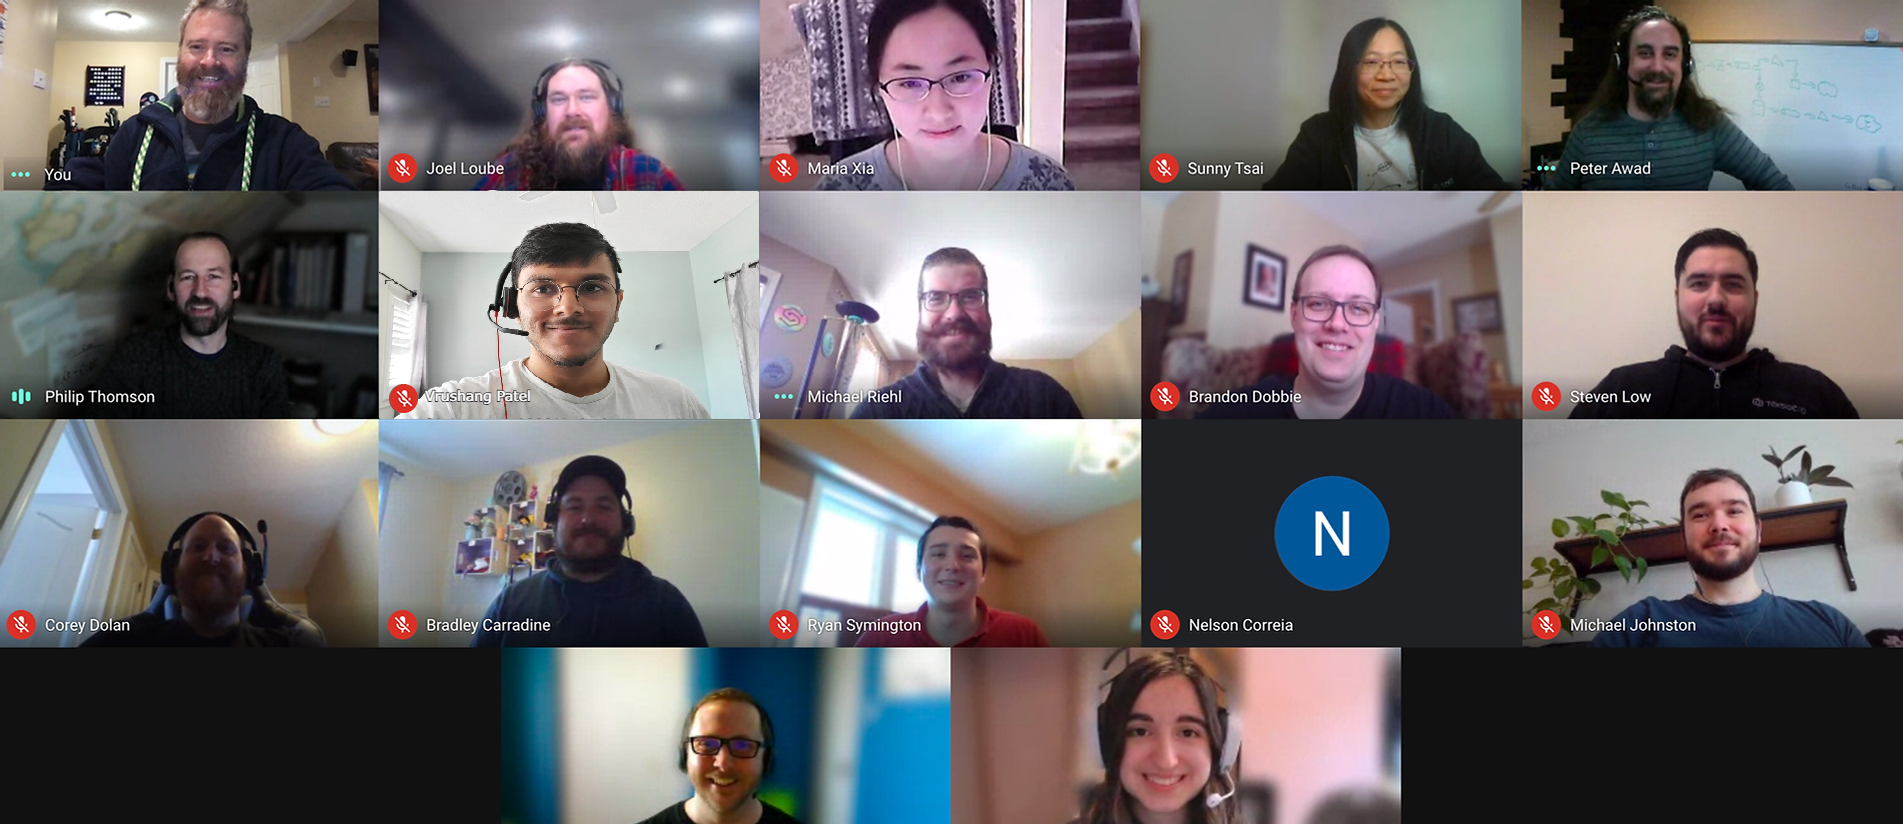 You
Joel Loube
Maria Xia
Sunny Tsai
Peter Awad
Philip Thomson
Vrushang Patel
Michael Riehl
Brandon Dobbie
Steven Low
Corey Dolan
Bradley Carradine
Ryan Symington
N
Nelson Correia
Michael Johnston